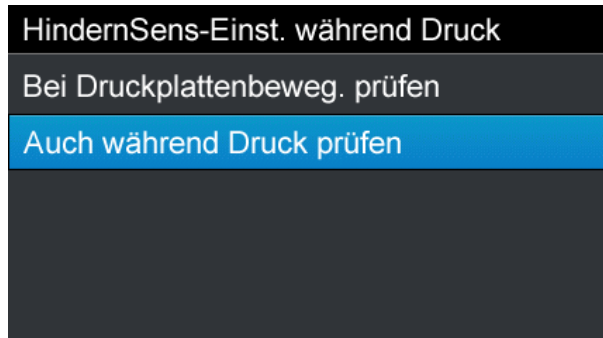 HindernSens-Einst. während Druck
Bei Druckplattenbeweg. prüfen
Auch während Druck prüfen